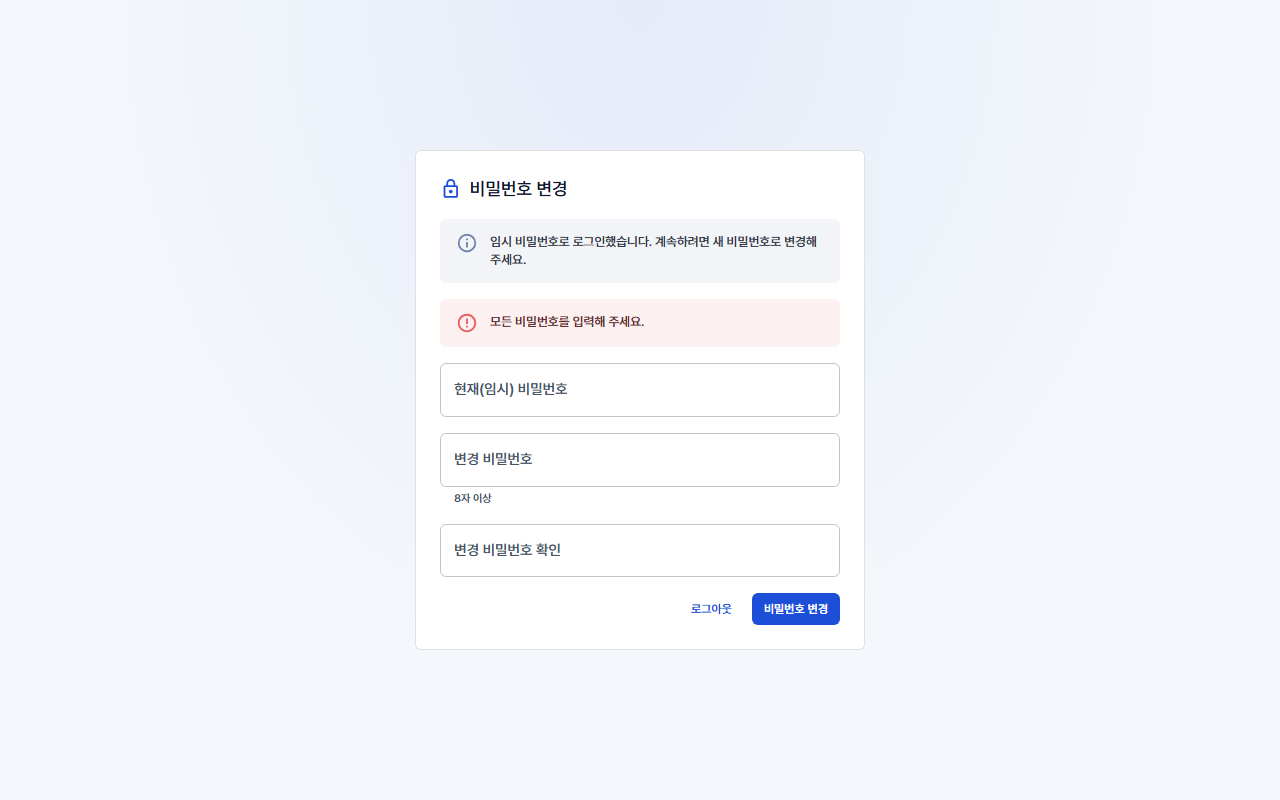 비밀번호 변경
임시 비밀번호로 로그인했습니다. 계속하려면 새 비밀번호로 변경해
주세요.
모든 비밀번호를 입력해 주세요.
현재(임시) 비밀번호
변경 비밀번호
8자 이상
변경 비밀번호 확인
로그아웃
비밀번호 변경